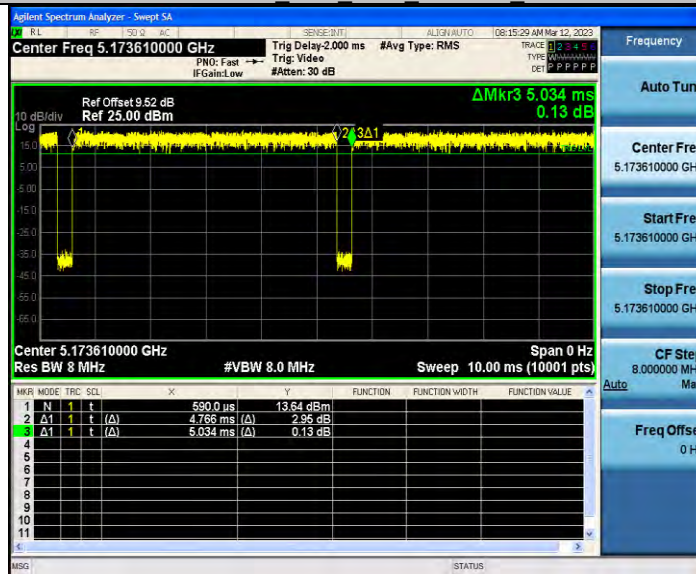 Agilent Spectrum Analyzer - Swept SA
RL RF 50 Ω AC SENSE:INT ALIGN AUTO 08:15:29 AM Mar 12, 2023
Center Freq 5.173610000 GHz
PNO: Fast
IFGain:Low
Trig Delay-2.000 ms
Trig: Video
#Atten: 30 dB
#Avg Type: RMS
TRACE 1 2 3 4 5 6
TYPE W
DET P P P P P P
ΔMkr3 5.034 ms
0.13 dB
Ref Offset 9.52 dB
10 dB/div Ref 25.00 dBm
Log
15.0
5.00
-5.00
-15.0
-25.0
-35.0
-45.0
-55.0
-65.0
3Δ1
Center 5.173610000 GHz Span 0 Hz
Res BW 8 MHz #VBW 8.0 MHz Sweep 10.00 ms (10001 pts)
MKR MODE TRC SCL X Y FUNCTION FUNCTION WIDTH FUNCTION VALUE
1 N 1 t 590.0 us 13.64 dBm
2 Δ1 1 t (Δ) 4.766 ms (Δ) 2.95 dB
3 Δ1 1 t (Δ) 5.034 ms (Δ) 0.13 dB
4
5
6
7
8
9
10
11
MSG STATUS
Frequency
Auto Tun
Center Fre
5.173610000 GH
Start Fre
5.173610000 GH
Stop Fre
5.173610000 GH
CF Ste
8.000000 MH
Auto Ma
Freq Offse
0 H